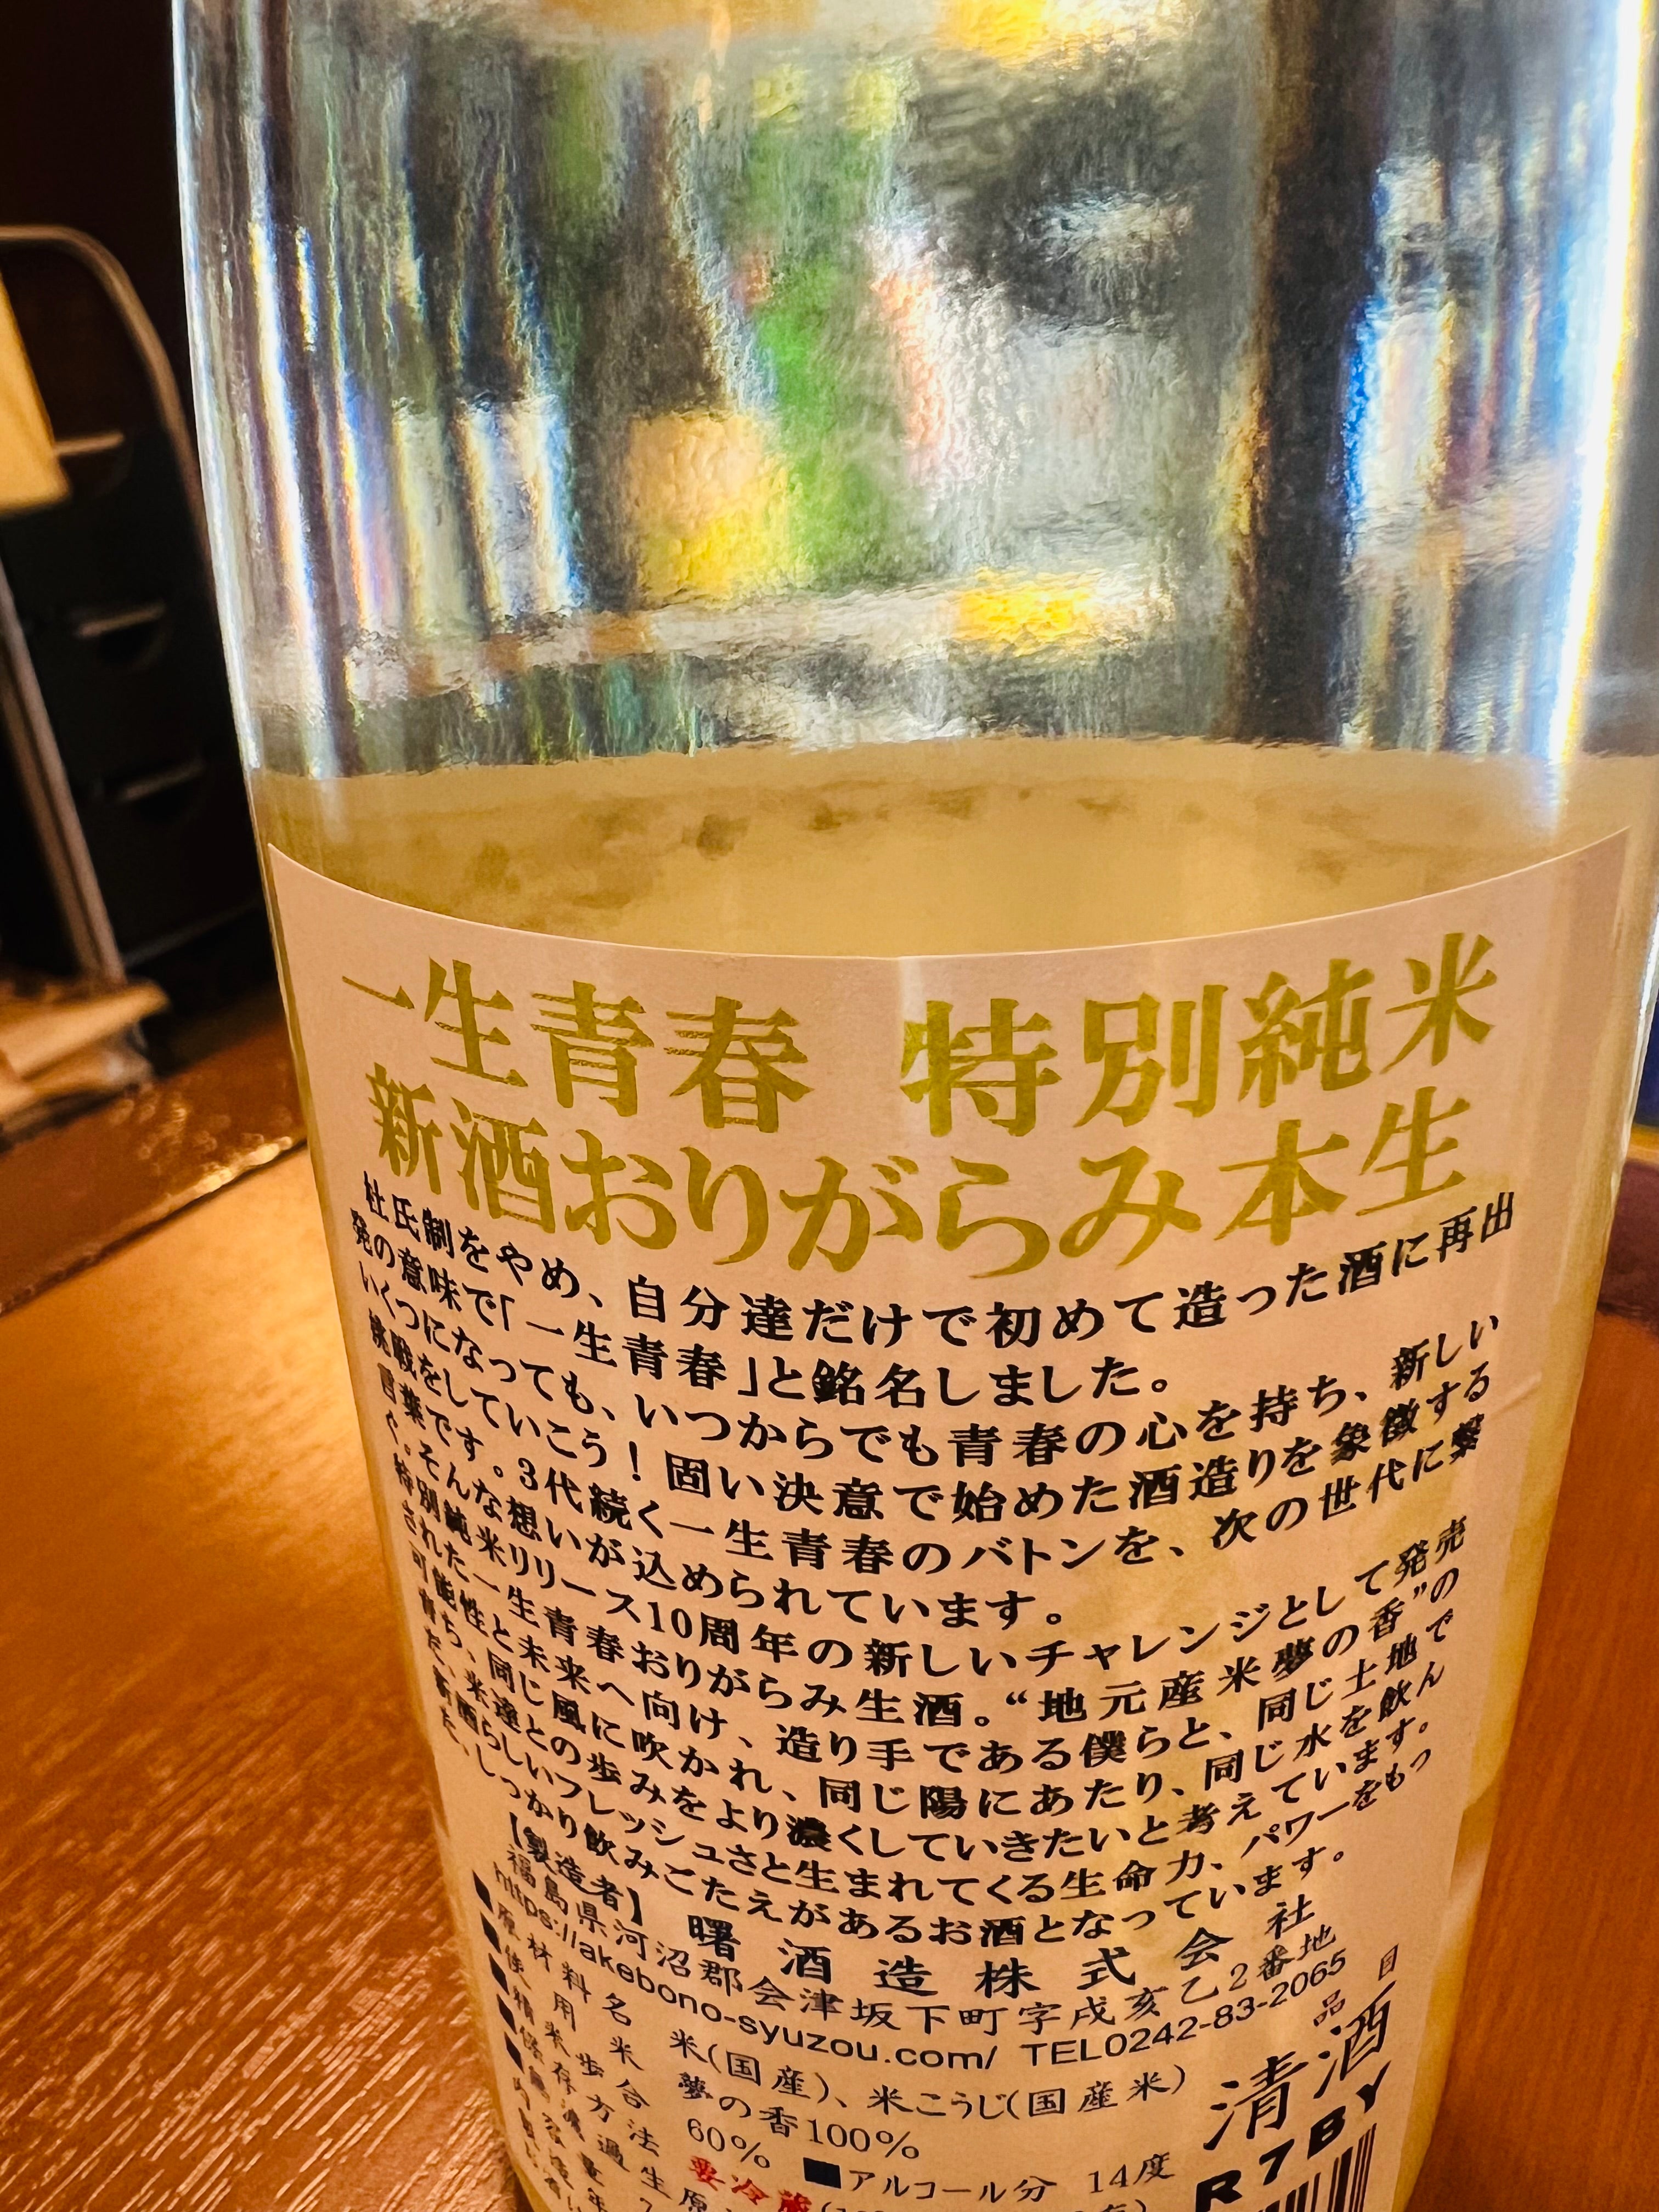 一生青春 特別純米
新酒おりがらみ本生
杜氏制をやめ、自分達だけで初めて造った酒に再出
発の意味で「一生青春」と銘名しました。
いくつになっても、いつからでも青春の心を持ち、新しい
挑戦をしていこう！固い決意で始めた酒造りを象徴する
言葉です。3代続く一生青春のバトンを、次の世代に繋
ぐ。そんな想いが込められています。
特別純米リリース10周年の新しいチャレンジとして発売
された一生青春おりがらみ生酒。“地元産米夢の香”の
可能性と未来へ向け、造り手である僕らと、同じ土地で
育ち、同じ風に吹かれ、同じ陽にあたり、同じ水を飲ん
だ、米達との歩みをより濃くしていきたいと考えています。
新酒らしいフレッシュさと生まれてくる生命力、パワーをもっ
た、しっかり飲みごたえがあるお酒となっています。
【製造者】 曙酒造株式会社
福島県河沼郡会津坂下町字戌亥乙2番地
https://akebono-syuzou.com/ TEL0242-83-2065
■原材料名 米(国産)、米こうじ(国産米)
■使用米 夢の香100%
■精米歩合 60% ■アルコール分 14度
要冷蔵
品目
清酒
R7BY